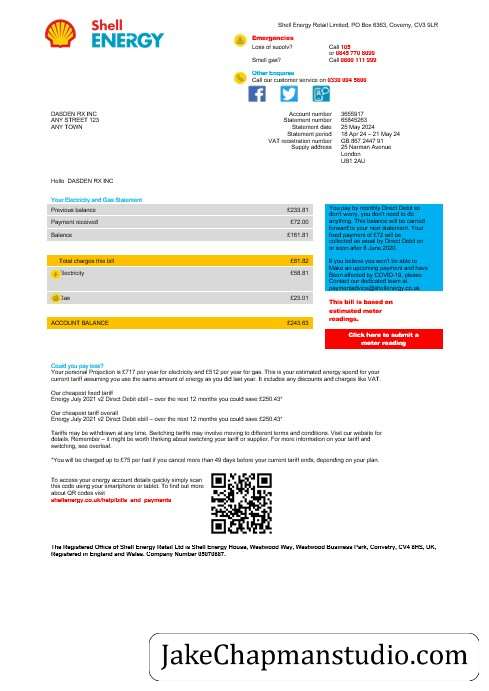 Shell
ENERGY
Shell Energy Retail Limited, PO Box 6363, Coventy, CV3 9LR
Emergencies
Loss of supply? Call 105
or 0845 770 8090
Smell gas? Call 0800 111 999
Other Enquires
Call our customer service on 0330 094 5800
DASDEN RX INC
ANY STREET 123
ANY TOWN
Account number 3655917
Statement number 65845263
Statement date 25 May 2024
Statement period 18 Apr 24 – 21 May 24
VAT registration number GB 867 2447 91
Supply address 25 Narman Avenue
London
UB1 2AU
Hello DASDEN RX INC
Your Electricity and Gas Statement
Previous balance £233.81
Payment received £72.00
Balance £161.81
Total charges this bill £81.82
Electricity £58.81
Gas £23.01
ACCOUNT BALANCE £243.63
You pay by monthly Direct Debit so
don't worry, you don't need to do
anything. This balance will be carried
forward to your next statement. Your
fixed payment of £72 will be
collected as usual by Direct Debit on
or soon after 6 June 2020.
If you believe you won't be able to
Make an upcoming payment and have
Been affected by COVID-19, please
Contact our dedicated team at
paymentadvice@shellenergy.co.uk
This bill is based on
estimated meter
readings.
Click here to submit a
meter reading
Could you pay less?
Your personal Projection is £717 per year for electricity and £512 per year for gas. This is your estimated energy spend for your
current tariff assuming you use the same amount of energy as you did last year. It includes any discounts and charges like VAT.
Our cheapest fixed tariff
Energy July 2021 v2 Direct Debit ebill – over the next 12 months you could save £250.43*
Our cheapest tariff overall
Energy July 2021 v2 Direct Debit ebill – over the next 12 months you could save £250.43*
Tariffs may be withdrawn at any time. Switching tariffs may involve moving to different terms and conditions. Visit our website for
details. Remember – it might be worth thinking about switching your tariff or supplier. For more information on your tariff and
switching, see overleaf.
*You will be charged up to £75 per fuel if you cancel more than 49 days before your current tariff ends, depending on your plan.
To access your energy account details quickly simply scan
this code using your smartphone or tablet. To find out more
about QR codes visit
shellenergy.co.uk/help/bills_and_payments
The Registered Office of Shell Energy Retail Ltd is Shell Energy House, Westwood Way, Westwood Business Park, Convetry, CV4 8HS, UK,
Registered in England and Wales. Company Number 05070887.
JakeChapmanstudio.com